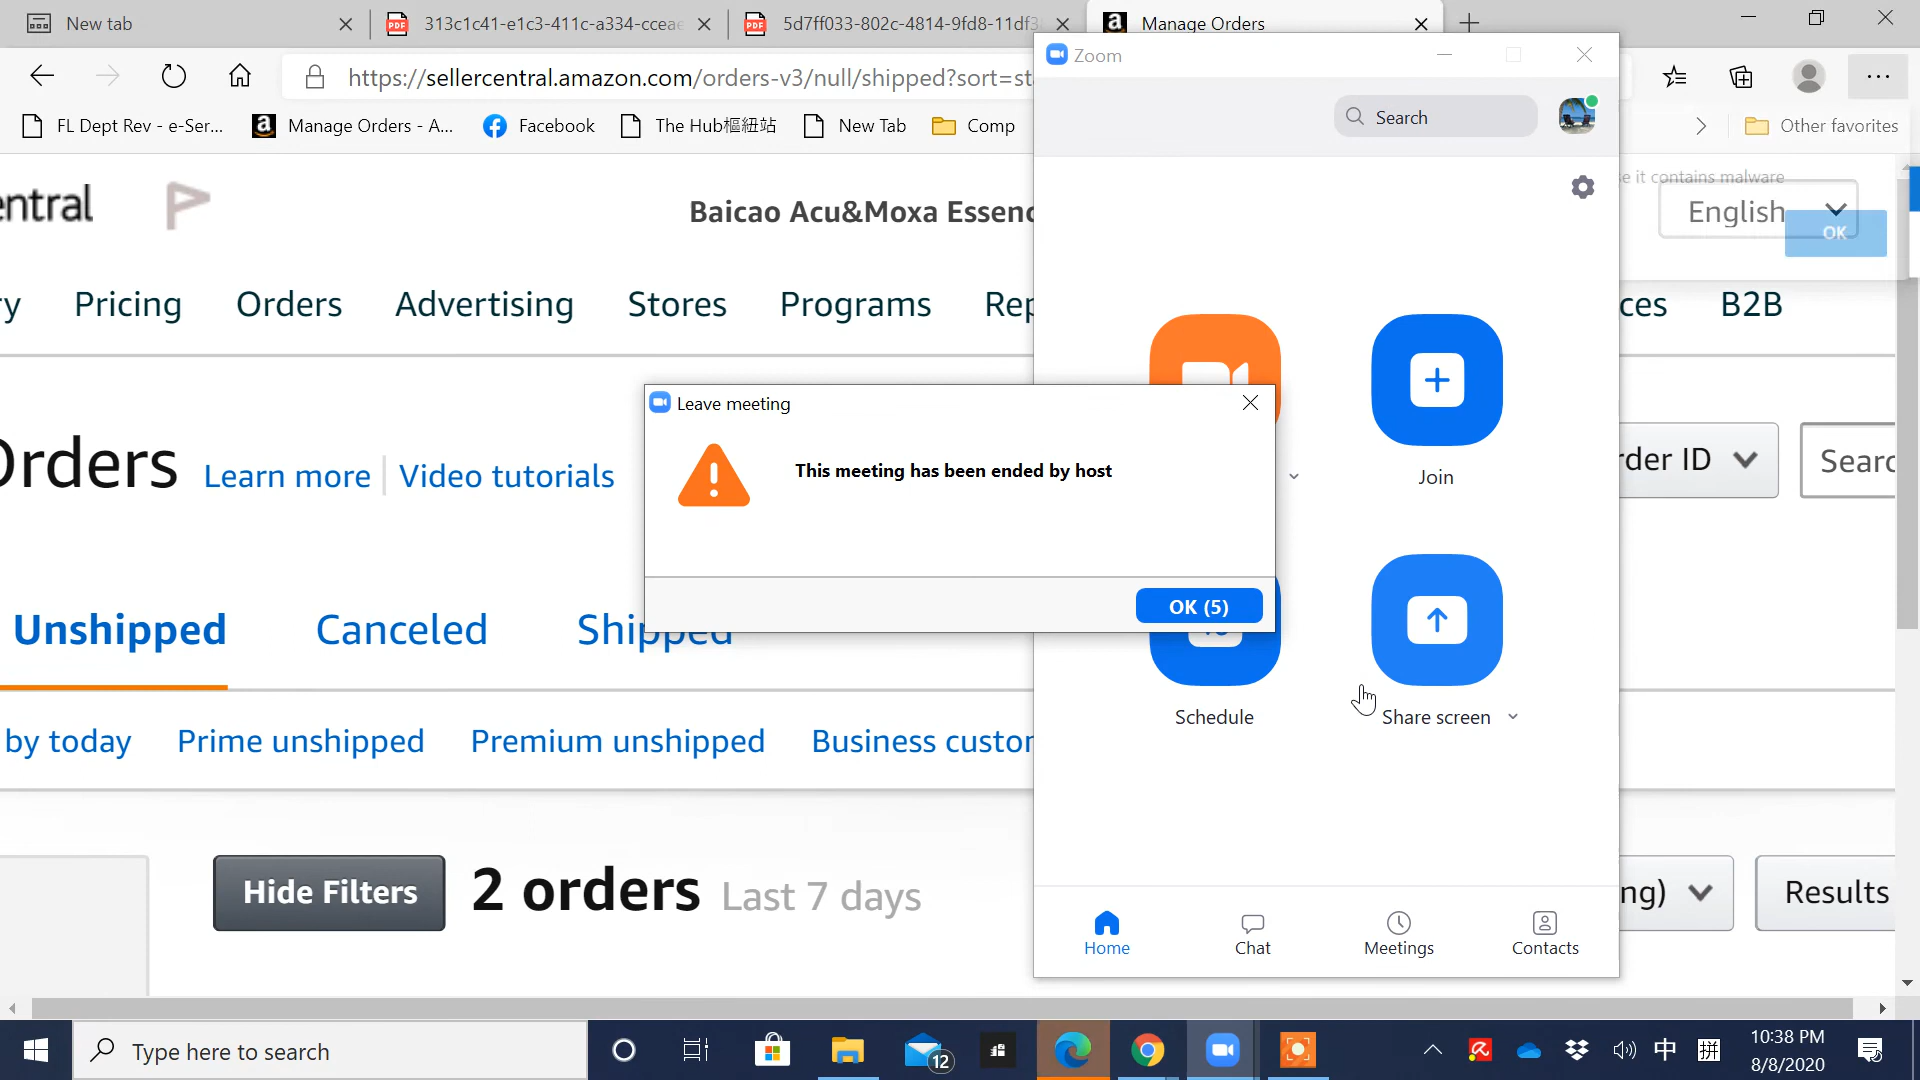 New tab
313c1c41-e1c3-411c-a334-cceae
5d7ff033-802c-4814-9fd8-11df3
Manage Orders
https://sellercentral.amazon.com/orders-v3/null/shipped?sort=st
FL Dept Rev - e-Ser...
Manage Orders - A...
Facebook
The Hub樞紐站
New Tab
Comp
Other favorites
Zoom
Search
entral
Baicao Acu&Moxa Essenc
e it contains malware
English
OK
y Pricing Orders Advertising Stores Programs Rep
ces B2B
Orders Learn more Video tutorials
rder ID
Searc
Leave meeting
This meeting has been ended by host
OK (5)
Join
Schedule
Share screen
Unshipped Canceled Shipped
by today Prime unshipped Premium unshipped Business custor
Hide Filters
2 orders Last 7 days
ng)
Results
Home
Chat
Meetings
Contacts
Type here to search
12
中
拼
10:38 PM
8/8/2020